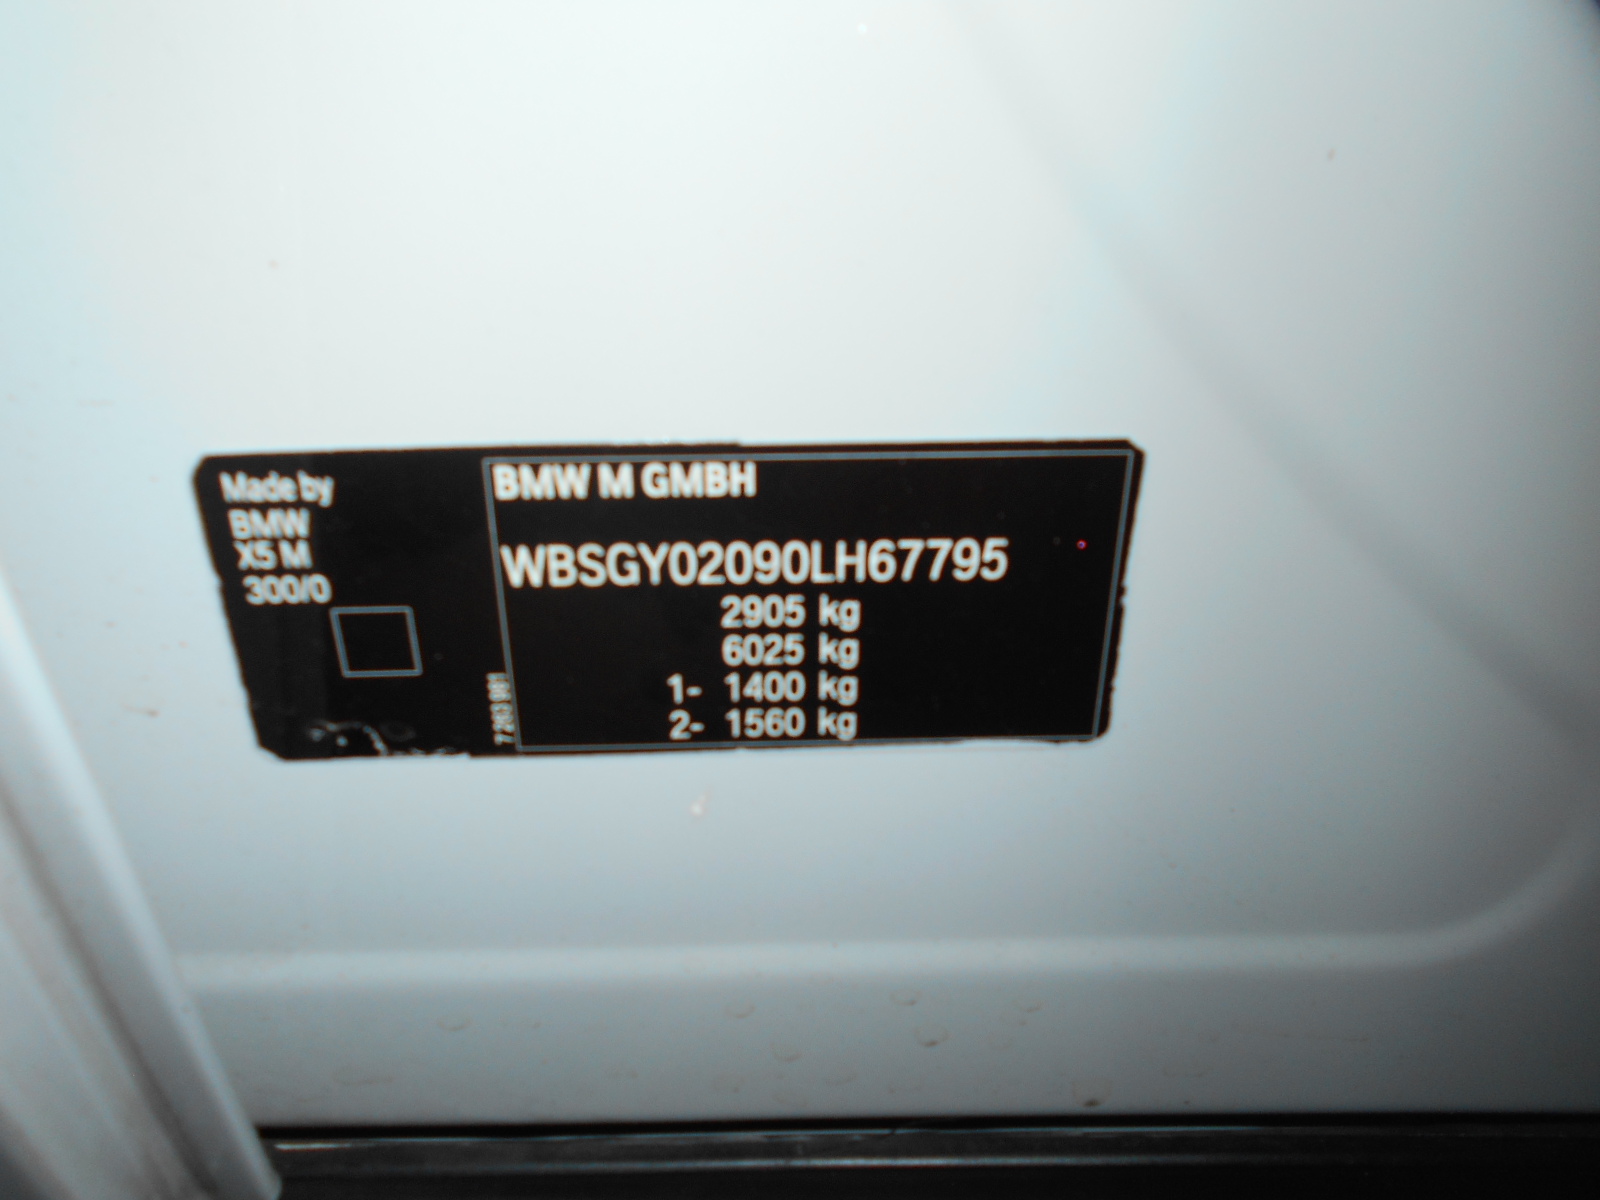 Made by
BMW
X5 M
300/0
BMW M GMBH
WBSGY02090LH67795
2905 kg
6025 kg
1- 1400 kg
2- 1560 kg